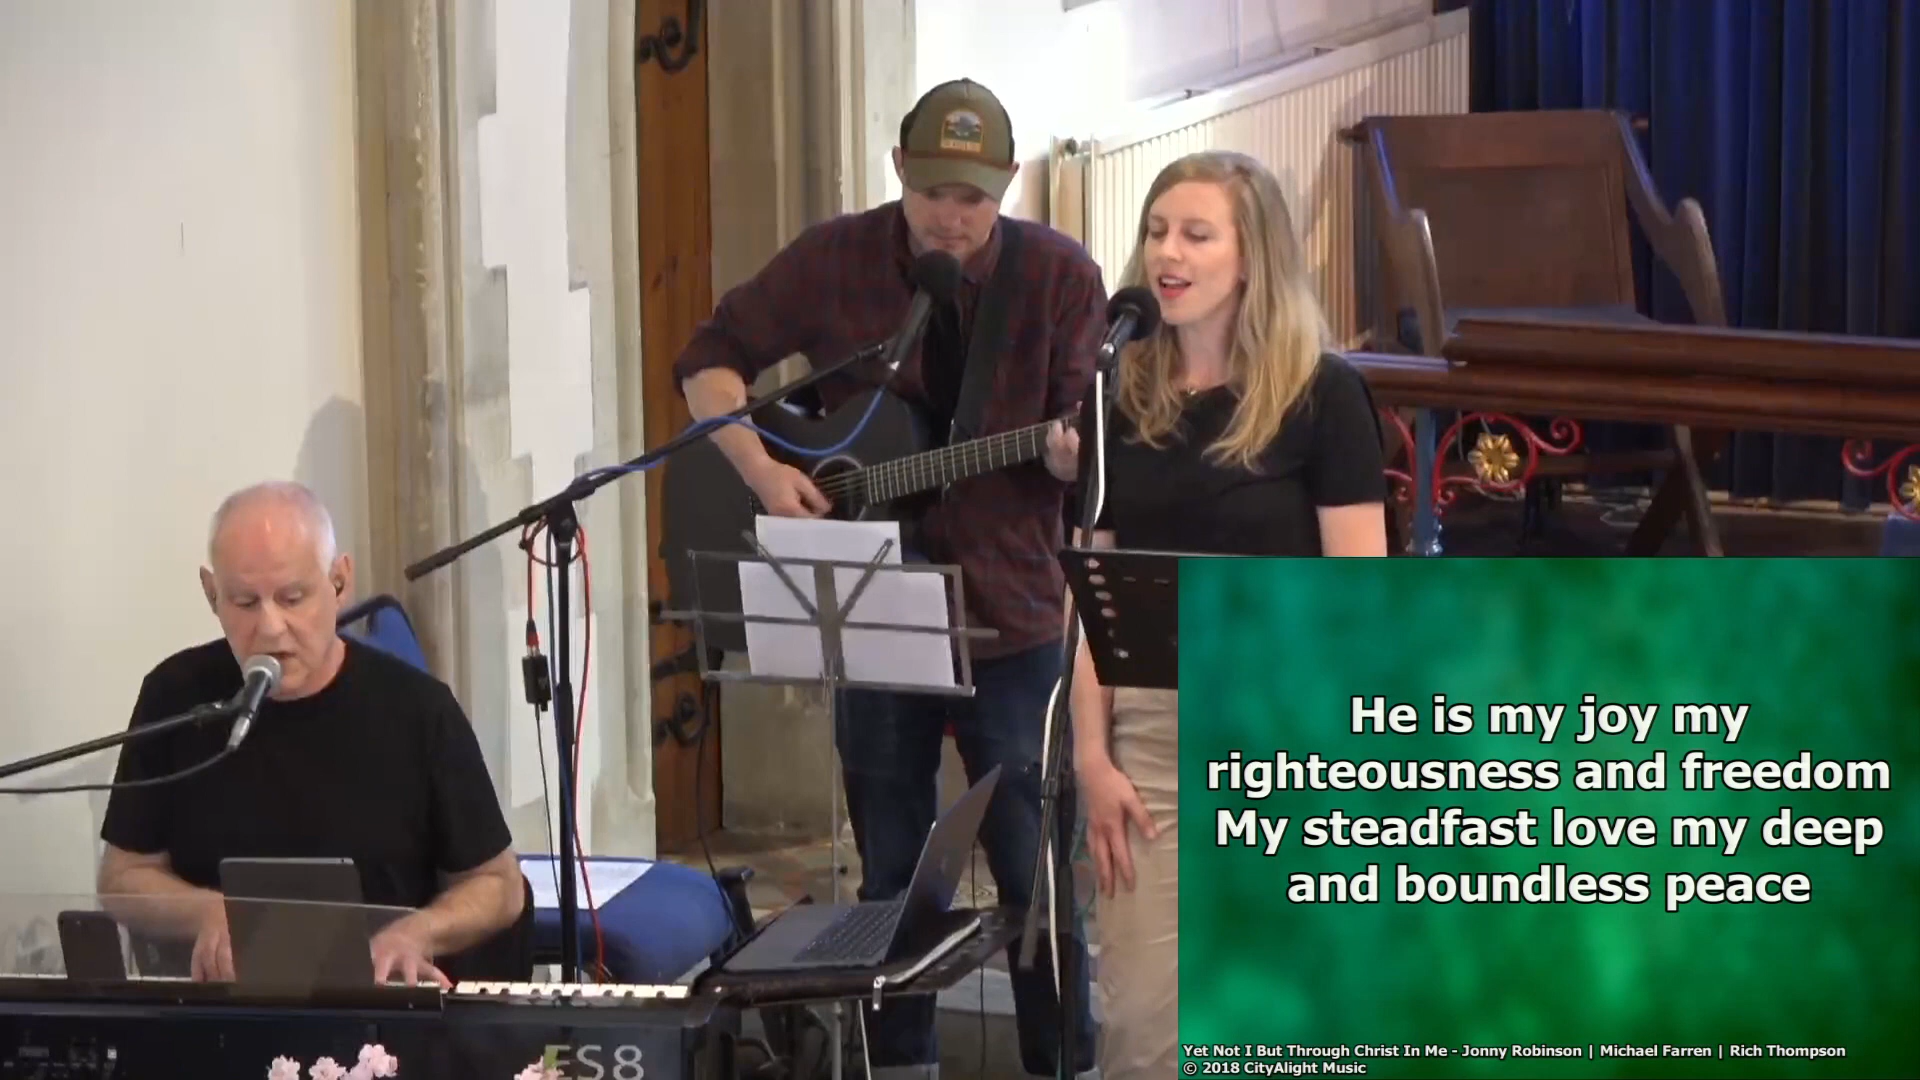 He is my joy my
righteousness and freedom
My steadfast love my deep
and boundless peace
Yet Not I But Through Christ In Me - Jonny Robinson | Michael Farren | Rich Thompson
© 2018 CityAlight Music
ES8